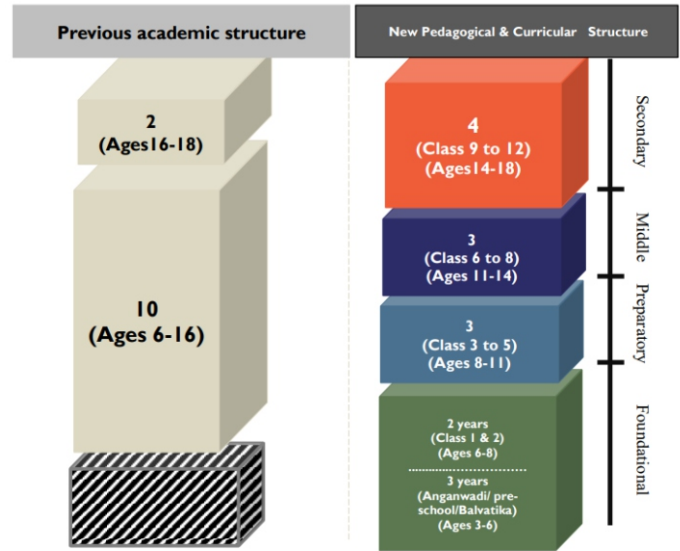 Previous academic structure
New Pedagogical & Curricular Structure
2
(Ages16-18)
10
(Ages 6-16)
4
(Class 9 to 12)
(Ages14-18)
3
(Class 6 to 8)
(Ages 11-14)
3
(Class 3 to 5)
(Ages 8-11)
2 years
(Class 1 & 2)
(Ages 6-8)
3 years
(Anganwadi/ pre-
school/Balvatika)
(Ages 3-6)
Secondary
Middle
Preparatory
Foundational